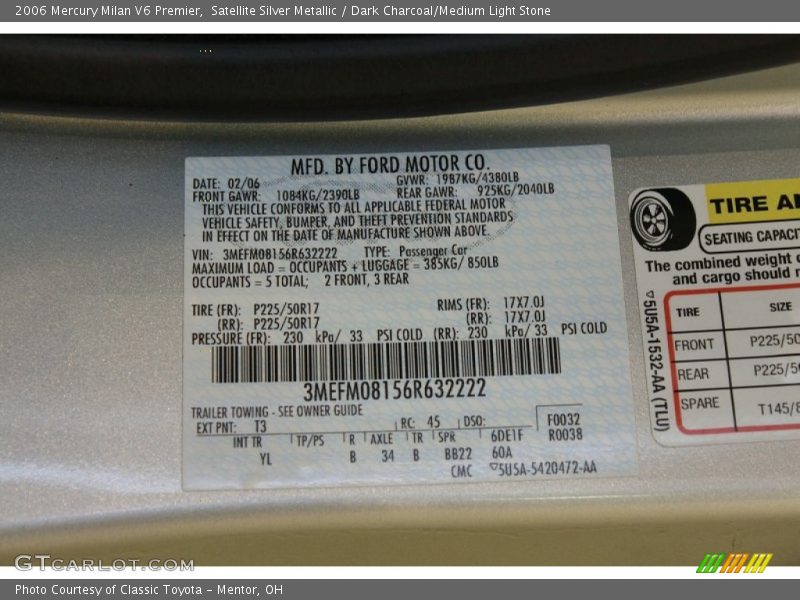 2006 Mercury Milan V6 Premier,  Satellite Silver Metallic / Dark Charcoal/Medium Light Stone
MFD. BY FORD MOTOR CO.
DATE: 02/06 GVWR: 1987KG/4380LB
FRONT GAWR: 1084KG/2390LB REAR GAWR: 925KG/2040LB
THIS VEHICLE CONFORMS TO ALL APPLICABLE FEDERAL MOTOR
VEHICLE SAFETY, BUMPER, AND THEFT PREVENTION STANDARDS
IN EFFECT ON THE DATE OF MANUFACTURE SHOWN ABOVE.
VIN: 3MEFM08156R632222 TYPE: Passenger Car
MAXIMUM LOAD = OCCUPANTS + LUGGAGE = 385KG/ 850LB
OCCUPANTS = 5 TOTAL; 2 FRONT, 3 REAR
TIRE (FR): P225/50R17 RIMS (FR): 17X7.0J
(RR): P225/50R17 (RR): 17X7.0J
PRESSURE (FR): 230 kPa/ 33 PSI COLD (RR): 230 kPa/ 33 PSI COLD
3MEFM08156R632222
TRAILER TOWING - SEE OWNER GUIDE
EXT PNT: T3 RC: 45 DSO: F0032
INT TR TP/PS R AXLE TR SPR 6DE1F R0038
YL B 34 B BB22 60A
CMC 5U5A-5420472-AA
TIRE
SEATING CAPACIT
The combined weight
and cargo should
5U5A-1532-AA (TLU)
TIRE SIZE
FRONT P225/50
REAR P225/5
SPARE T145/8
GTCARLOT.COM
Photo Courtesy of Classic Toyota - Mentor, OH